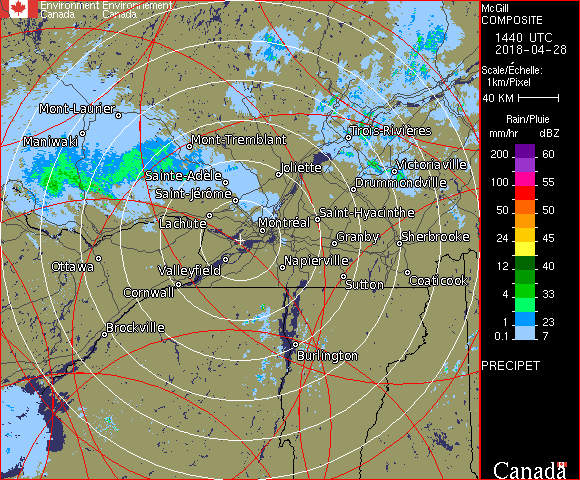 Environment Environnement
Canada Canada
McGill
COMPOSITE
1440 UTC
2018-04-28
Scale/Échelle:
1km/Pixel
40 KM
Rain/Pluie
mm/hr dBZ
200 60
100 55
50 50
24 45
12 40
4 33
1 23
0.1 7
PRECIPET
Canada
Mont-Laurier
Maniwaki
Mont-Tremblant
Trois-Rivières
Sainte-Adèle
Joliette
Victoriaville
Saint-Jérôme
Drummondville
Lachute
Montréal
Saint-Hyacinthe
Granby
Sherbrooke
Ottawa
Valleyfield
Napierville
Cornwall
Sutton
Coaticook
Brockville
Burlington